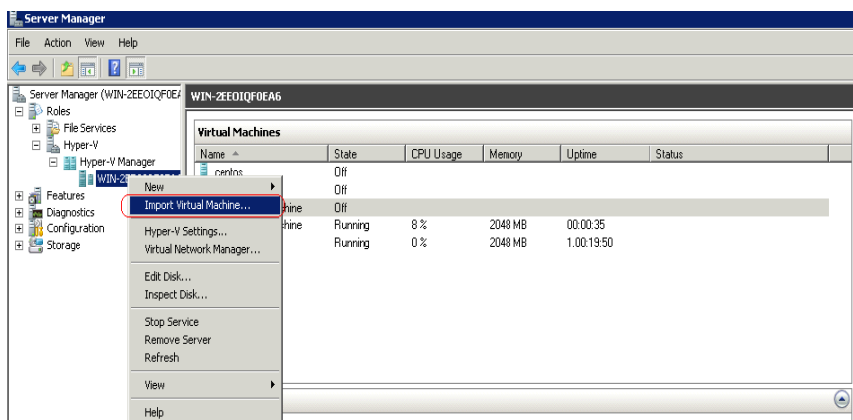 Server Manager
File Action View Help
Server Manager (WIN-2EEOIQF0EA
Roles
File Services
Hyper-V
Hyper-V Manager
Features
Diagnostics
Configuration
Storage
WIN-2EEOIQF0EA6
Virtual Machines
Name State CPU Usage Memory Uptime Status
centos Off
Off
hine Off
hine Running 8 % 2048 MB 00:00:35
Running 0 % 2048 MB 1.00:19:50
New
Import Virtual Machine...
Hyper-V Settings...
Virtual Network Manager...
Edit Disk...
Inspect Disk...
Stop Service
Remove Server
Refresh
View
Help